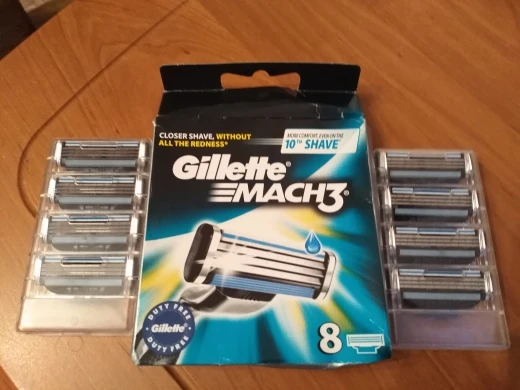 CLOSER SHAVE, WITHOUT
ALL THE REDNESS*
MORE COMFORT, EVEN ON THE
10TH SHAVE
Gillette®
MACH3®
DUTY FREE
Gillette
DUTY FREE
8